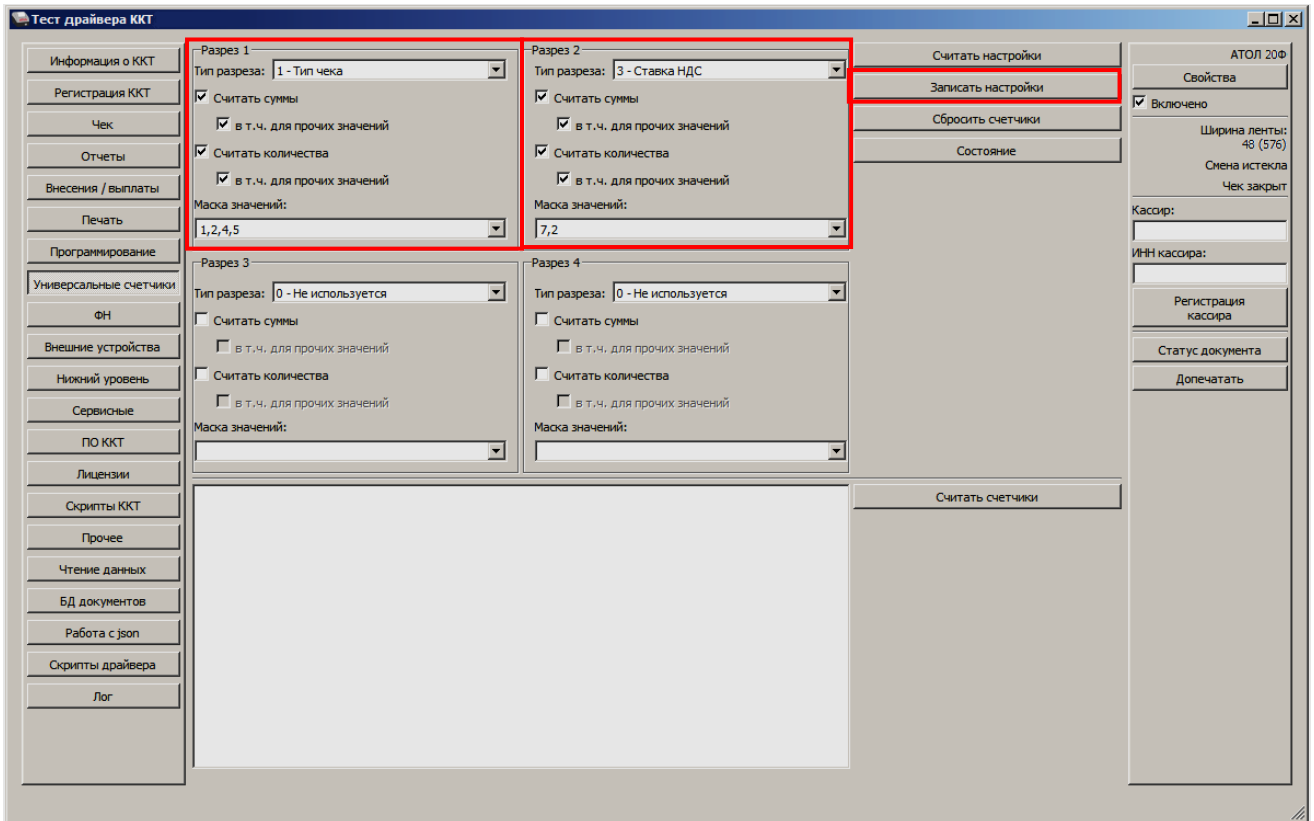 Тест драйвера ККТ
Информация о ККТ
Регистрация ККТ
Чек
Отчеты
Внесения / выплаты
Печать
Программирование
Универсальные счетчики
ФН
Внешние устройства
Нижний уровень
Сервисные
ПО ККТ
Лицензии
Скрипты ККТ
Прочее
Чтение данных
БД документов
Работа с json
Скрипты драйвера
Лог
Разрез 1
Тип разреза: 1 - Тип чека
Считать суммы
в т.ч. для прочих значений
Считать количества
в т.ч. для прочих значений
Маска значений:
1,2,4,5
Разрез 2
Тип разреза: 3 - Ставка НДС
Считать суммы
в т.ч. для прочих значений
Считать количества
в т.ч. для прочих значений
Маска значений:
7,2
Разрез 3
Тип разреза: 0 - Не используется
Считать суммы
в т.ч. для прочих значений
Считать количества
в т.ч. для прочих значений
Маска значений:
Разрез 4
Тип разреза: 0 - Не используется
Считать суммы
в т.ч. для прочих значений
Считать количества
в т.ч. для прочих значений
Маска значений:
Считать настройки
Записать настройки
Сбросить счетчики
Состояние
Считать счетчики
АТОЛ 20Ф
Свойства
Включено
Ширина ленты:
48 (576)
Смена истекла
Чек закрыт
Кассир:
ИНН кассира:
Регистрация
кассира
Статус документа
Допечатать